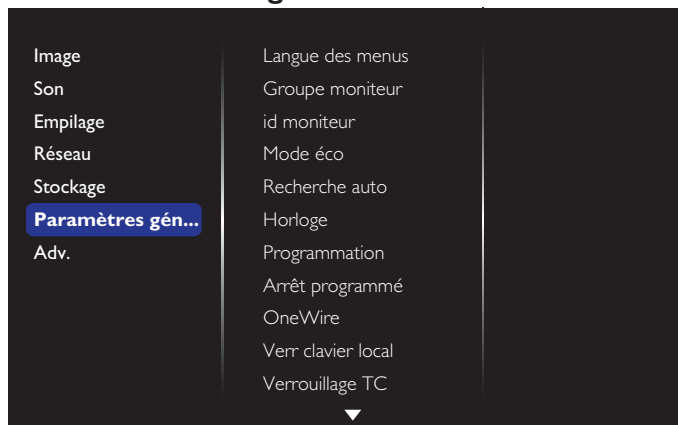 Image
Son
Empilage
Réseau
Stockage
Paramètres gén...
Adv.
Langue des menus
Groupe moniteur
id moniteur
Mode éco
Recherche auto
Horloge
Programmation
Arrêt programmé
OneWire
Verr clavier local
Verrouillage TC